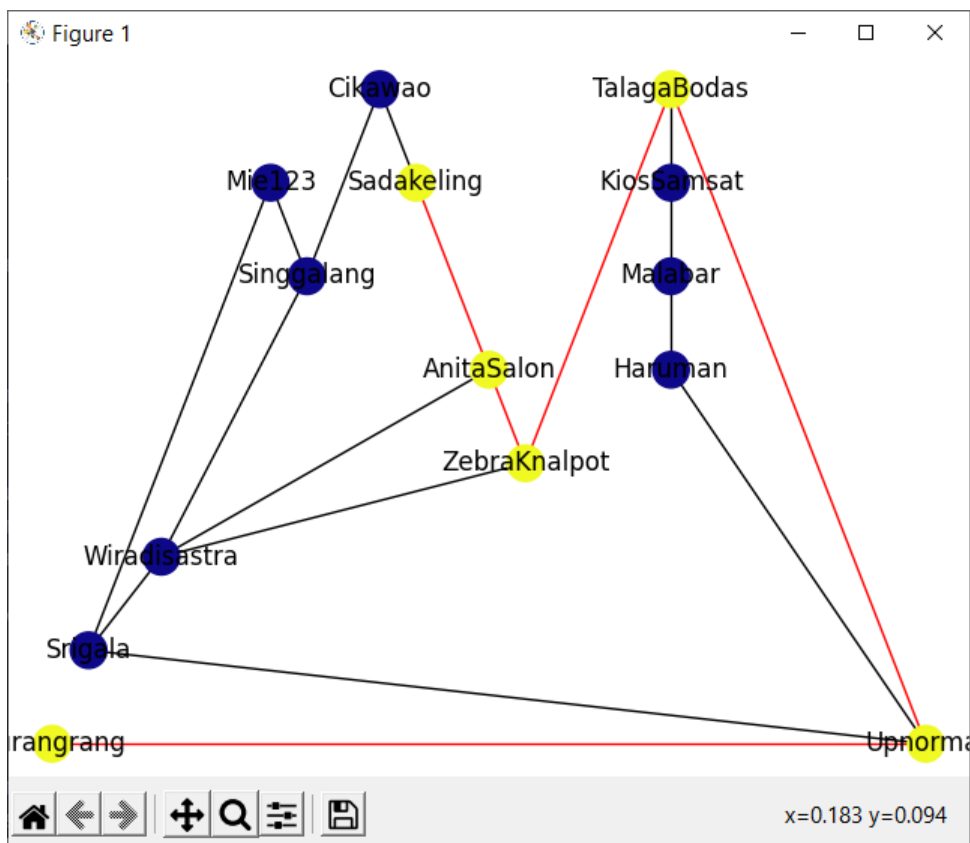 Figure 1
Cikawao
TalagaBodas
Mie123
Sadakeling
KiosSamsat
Singgalang
Malabar
AnitaSalon
Haruman
ZebraKnalpot
Wiradisastra
Srigala
urangrang
Upnorma
x=0.183 y=0.094